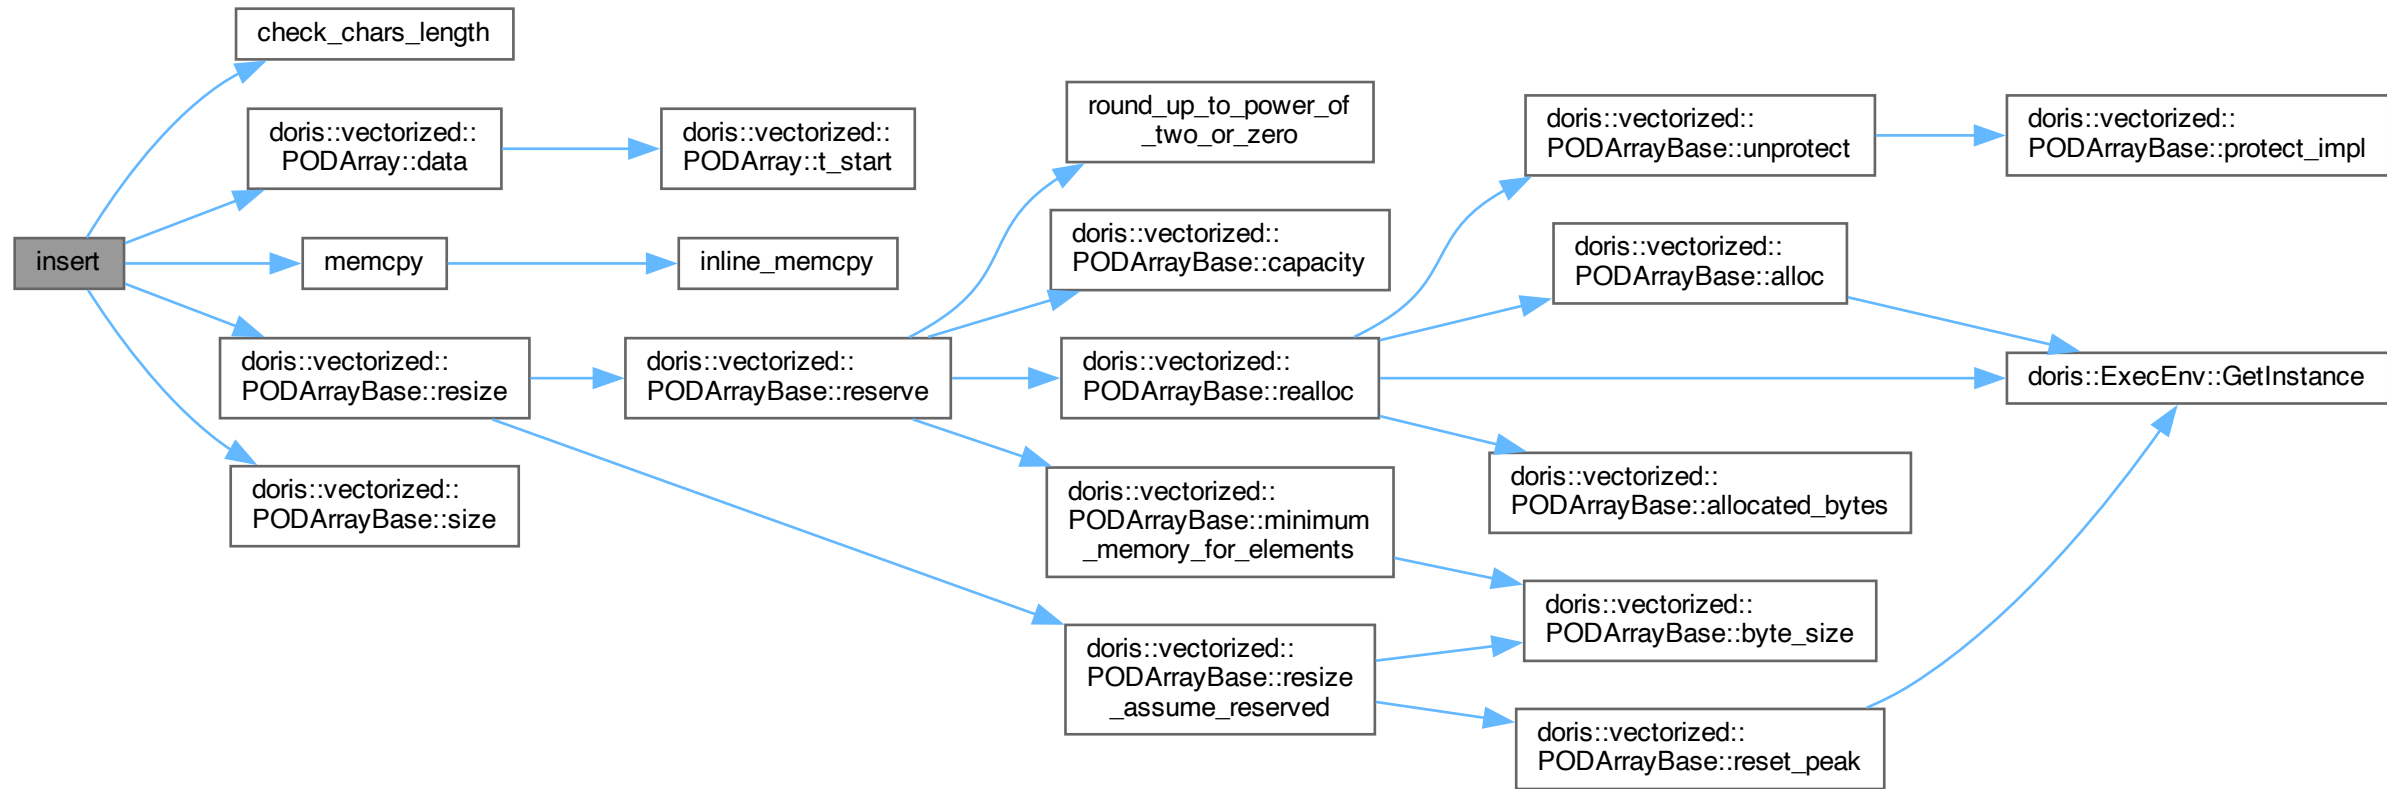 insert
check_chars_length
doris::vectorized::
PODArray::data
memcpy
doris::vectorized::
PODArrayBase::resize
doris::vectorized::
PODArrayBase::size
doris::vectorized::
PODArray::t_start
inline_memcpy
doris::vectorized::
PODArrayBase::reserve
round_up_to_power_of
_two_or_zero
doris::vectorized::
PODArrayBase::capacity
doris::vectorized::
PODArrayBase::realloc
doris::vectorized::
PODArrayBase::minimum
_memory_for_elements
doris::vectorized::
PODArrayBase::resize
_assume_reserved
doris::vectorized::
PODArrayBase::unprotect
doris::vectorized::
PODArrayBase::alloc
doris::vectorized::
PODArrayBase::allocated_bytes
doris::vectorized::
PODArrayBase::byte_size
doris::vectorized::
PODArrayBase::reset_peak
doris::vectorized::
PODArrayBase::protect_impl
doris::ExecEnv::GetInstance